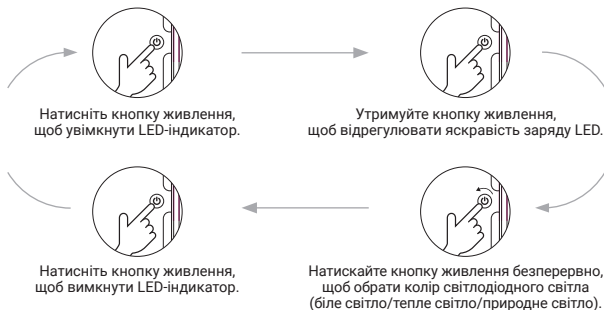 Натисніть кнопку живлення,
щоб увімкнути LED-індикатор.
Утримуйте кнопку живлення,
щоб відрегулювати яскравість заряду LED.
Натисніть кнопку живлення,
щоб вимкнути LED-індикатор.
Натискайте кнопку живлення безперервно,
щоб обрати колір світлодіодного світла
(біле світло/тепле світло/природне світло).